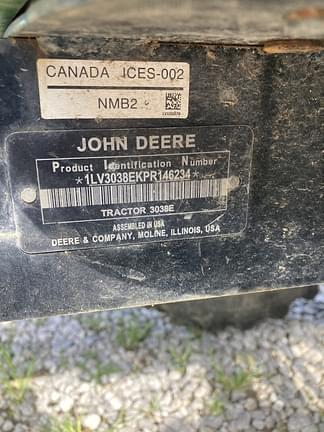 CANADA ICES-002
NMB2
JOHN DEERE
Product Identification Number
*1LV3038EKPR146234*
TRACTOR 3038E
ASSEMBLED IN USA
DEERE & COMPANY, MOLINE, ILLINOIS, USA